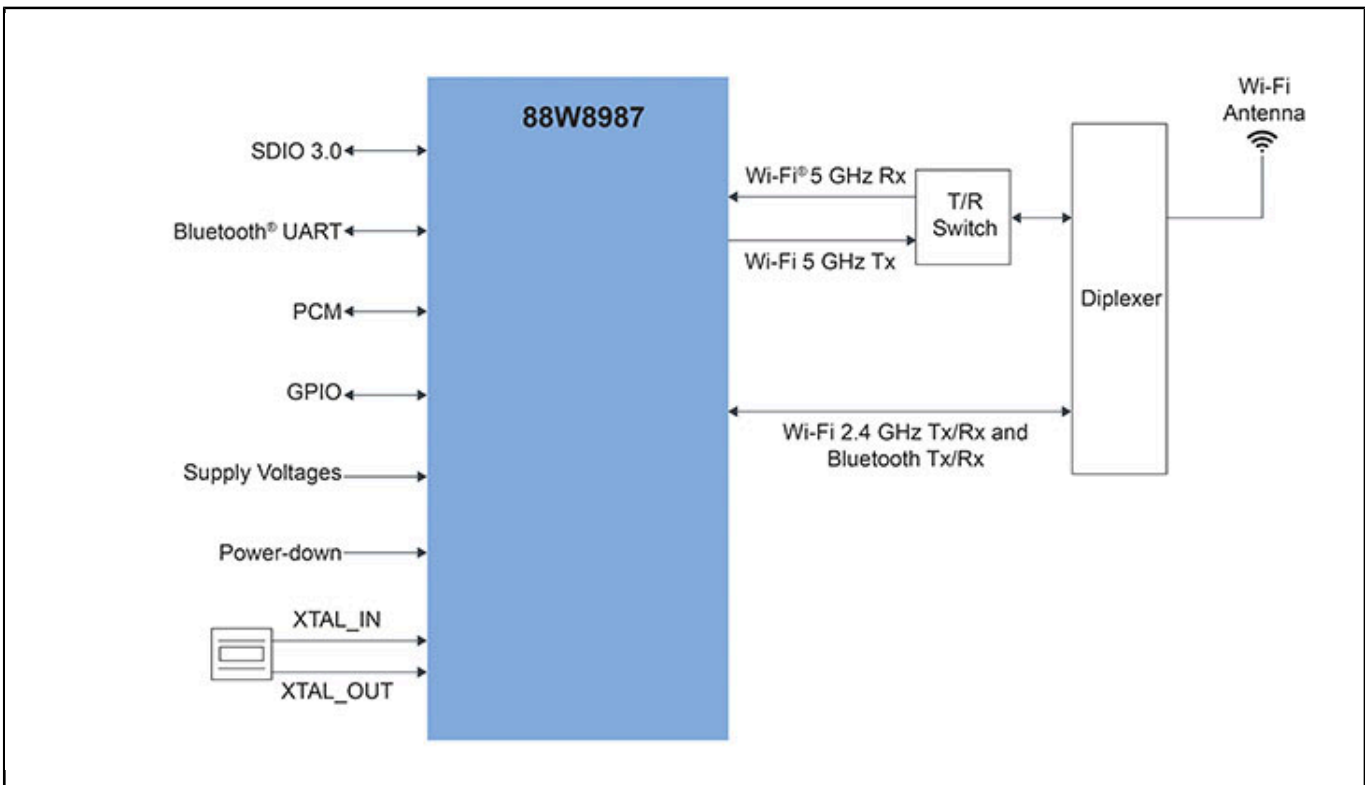 88W8987
Wi-Fi
Antenna
SDIO 3.0
Wi-Fi® 5 GHz Rx
T/R
Switch
Bluetooth® UART
Wi-Fi 5 GHz Tx
PCM
Diplexer
GPIO
Wi-Fi 2.4 GHz Tx/Rx and
Bluetooth Tx/Rx
Supply Voltages
Power-down
XTAL_IN
XTAL_OUT